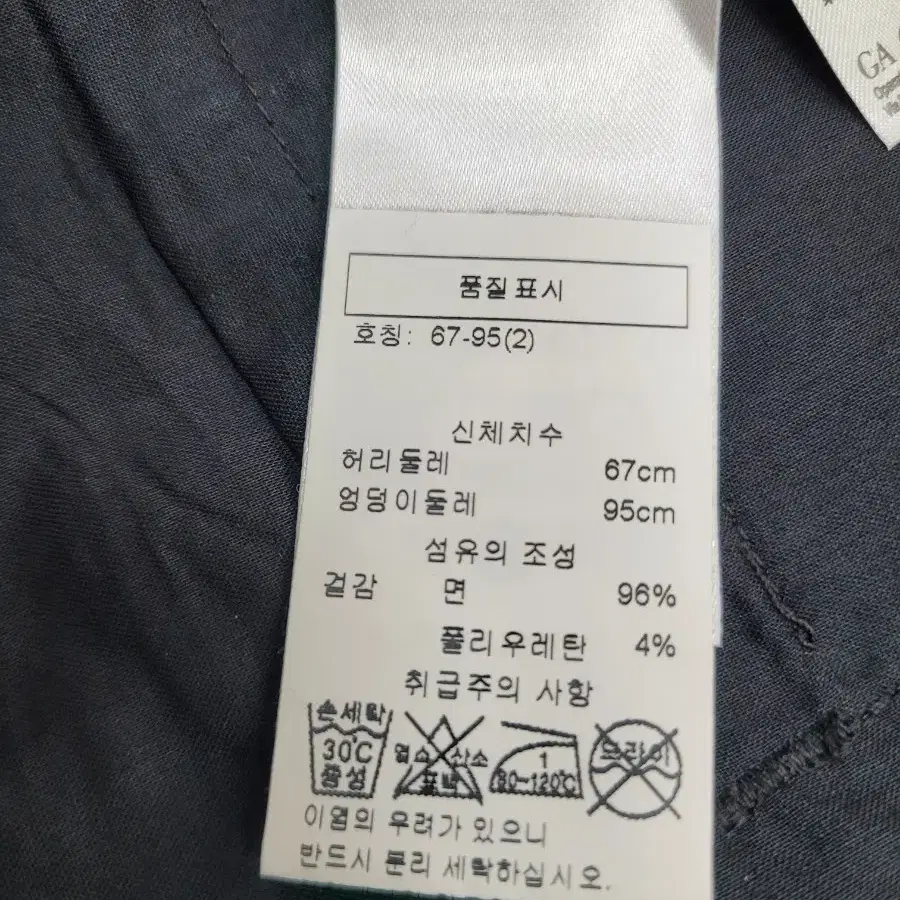 GA
품질표시
호칭: 67-95(2)
신체치수
허리둘레 67cm
엉덩이둘레 95cm
섬유의 조성
겉감 면 96%
폴리우레탄 4%
취급주의 사항
손세탁
30℃
중성
염소 산소
표백
1
80-120℃
드라이
이염의 우려가 있으니
반드시 분리 세탁하십시오.